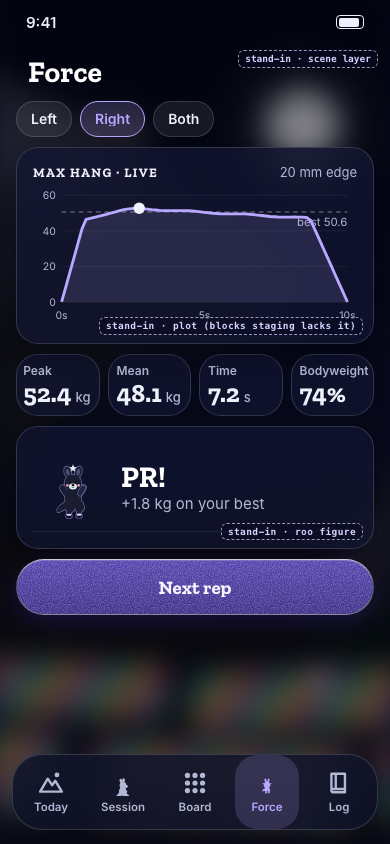 9:41
stand-in · scene layer
Force
Left
Right
Both
MAX HANG · LIVE
20 mm edge
60
best 50.6
40
20
0
0s
5s
10s
stand-in · plot (blocks staging lacks it)
Peak
52.4 kg
Mean
48.1 kg
Time
7.2 s
Bodyweight
74%
PR!
+1.8 kg on your best
stand-in · roo figure
Next rep
Today
Session
Board
Force
Log